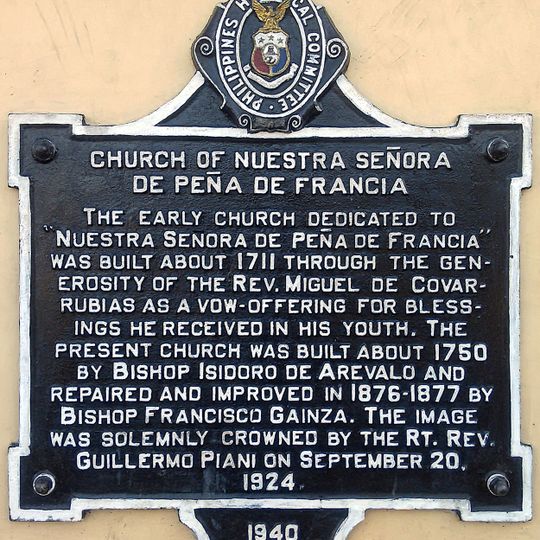 PHILIPPINES HISTORICAL COMMITTEE
CHURCH OF NUESTRA SEÑORA
DE PEÑA DE FRANCIA
THE EARLY CHURCH DEDICATED TO
"NUESTRA SENORA DE PEÑA DE FRANCIA"
WAS BUILT ABOUT 1711 THROUGH THE GEN-
EROSITY OF THE REV. MIGUEL DE COVAR-
RUBIAS AS A VOW-OFFERING FOR BLESS-
INGS HE RECEIVED IN HIS YOUTH. THE
PRESENT CHURCH WAS BUILT ABOUT 1750
BY BISHOP ISIDORO DE AREVALO AND
REPAIRED AND IMPROVED IN 1876-1877 BY
BISHOP FRANCISCO GAINZA. THE IMAGE
WAS SOLEMNLY CROWNED BY THE RT. REV.
GUILLERMO PIANI ON SEPTEMBER 20,
1924.
1940